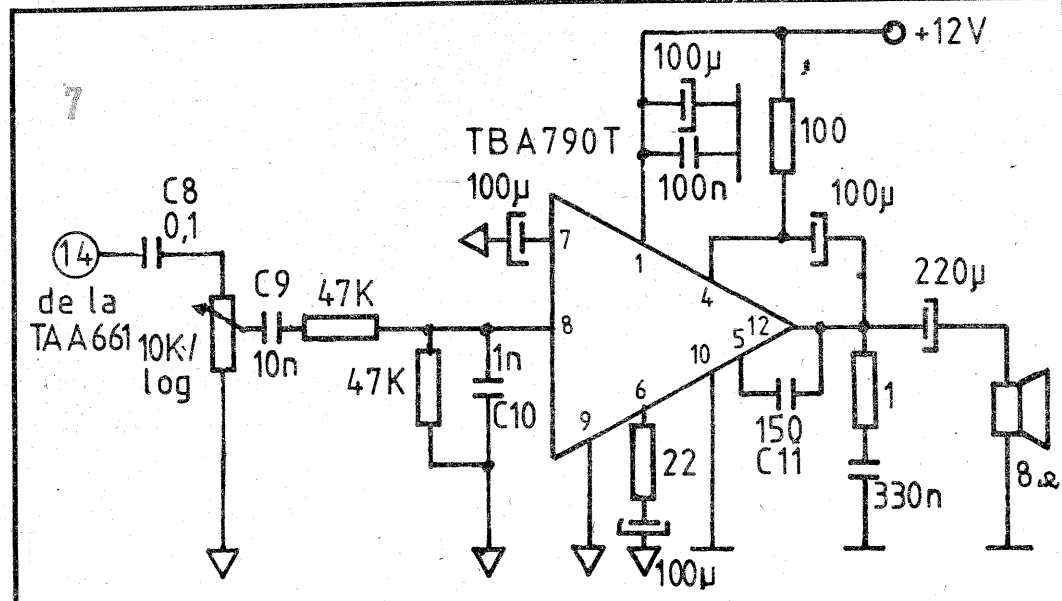 7
+12V
100µ
100
100n
TBA790T
100µ
100µ
C8
0,1
14
de la
TAA661
10K/
log
C9
10n
47K
47K
1n
C10
7
8
9
6
10
1
4
5
12
22
100µ
150
C11
220µ
1
330n
8Ω